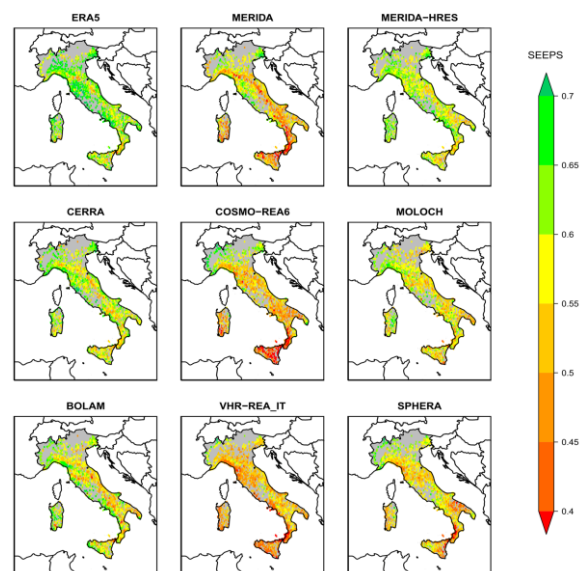 ERA5
MERIDA
MERIDA-HRES
SEEPS
0.7
0.65
0.6
0.55
0.5
0.45
0.4
CERRA
COSMO-REA6
MOLOCH
BOLAM
VHR-REA_IT
SPHERA